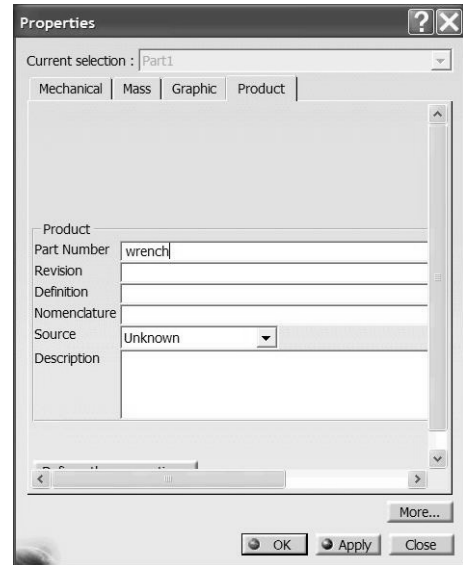 Properties
Current selection : Part1
Mechanical Mass Graphic Product
Product
Part Number wrench
Revision
Definition
Nomenclature
Source Unknown
Description
More...
OK Apply Close